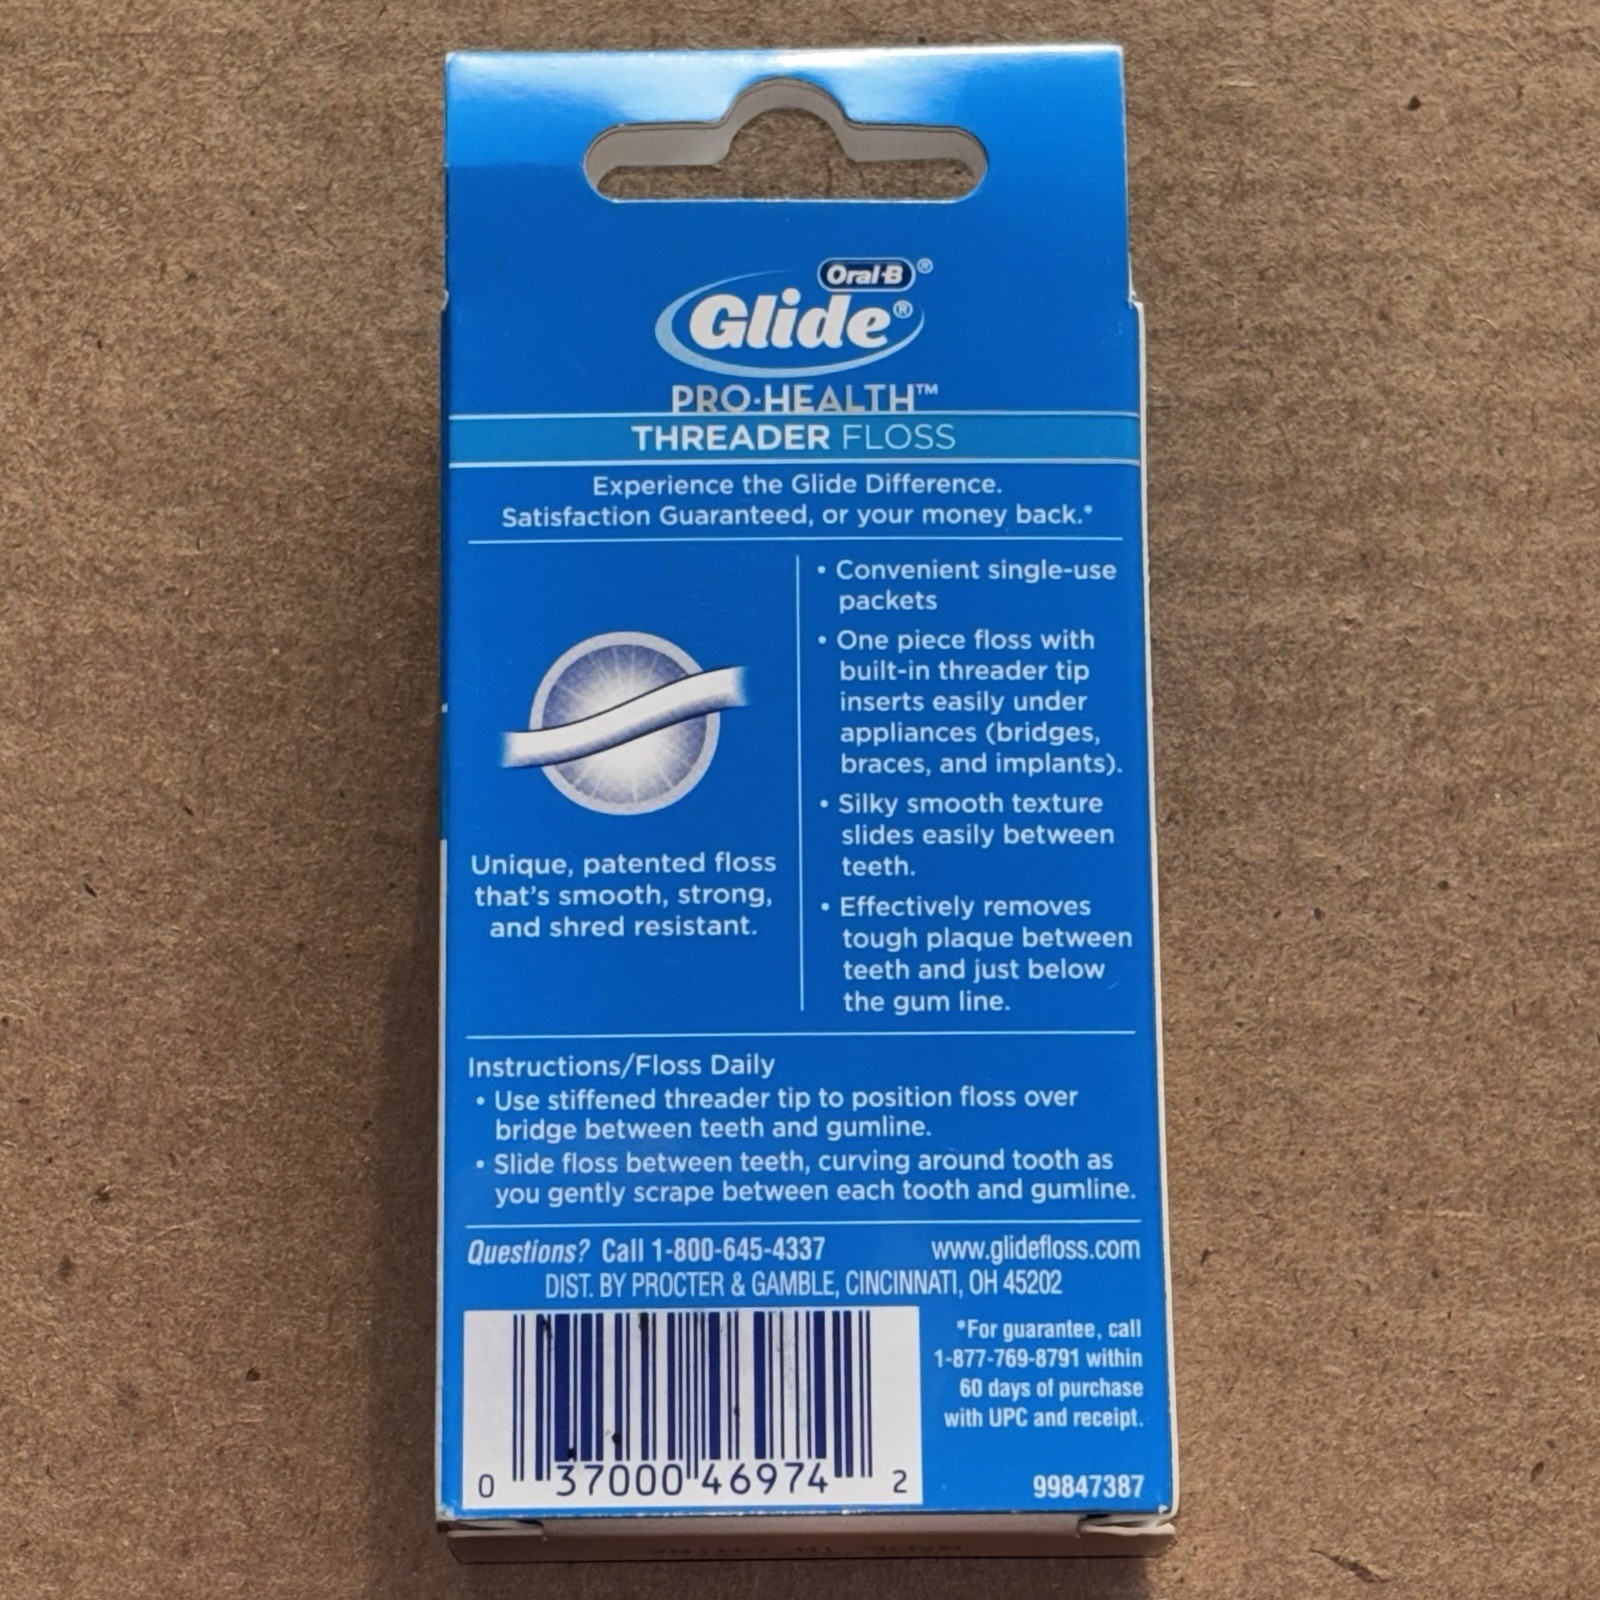 Oral-B®
Glide®
PRO-HEALTH™
THREADER FLOSS
Experience the Glide Difference.
Satisfaction Guaranteed, or your money back.*
Unique, patented floss
that's smooth, strong,
and shred resistant.
• Convenient single-use
packets
• One piece floss with
built-in threader tip
inserts easily under
appliances (bridges,
braces, and implants).
• Silky smooth texture
slides easily between
teeth.
• Effectively removes
tough plaque between
teeth and just below
the gum line.
Instructions/Floss Daily
• Use stiffened threader tip to position floss over
bridge between teeth and gumline.
• Slide floss between teeth, curving around tooth as
you gently scrape between each tooth and gumline.
Questions? Call 1-800-645-4337 www.glidefloss.com
DIST. BY PROCTER & GAMBLE, CINCINNATI, OH 45202
*For guarantee, call
1-877-769-8791 within
60 days of purchase
with UPC and receipt.
0 37000 46974 2
99847387